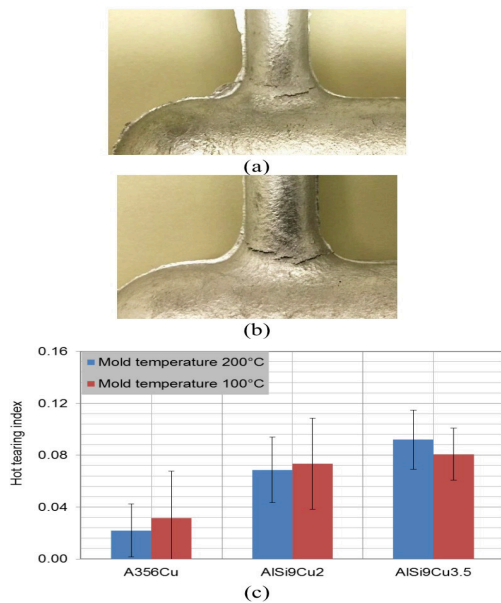 (a)
(b)
0.16
Mold temperature 200°C
Mold temperature 100°C
0.12
0.08
0.04
0.00
Hot tearing index
A356Cu AlSi9Cu2 AlSi9Cu3.5
(c)